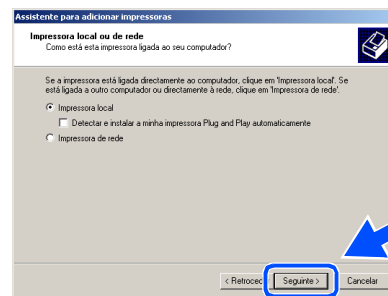 Assistente para adicionar impressoras
Impressora local ou de rede
Como está esta impressora ligada ao seu computador?
Se a impressora está ligada directamente ao computador, clique em 'Impressora local'. Se
está ligada a outro computador ou directamente à rede, clique em 'Impressora de rede'.
Impressora local
Detectar e instalar a minha impressora Plug and Play automaticamente
Impressora de rede
< Retroced Seguinte > Cancelar